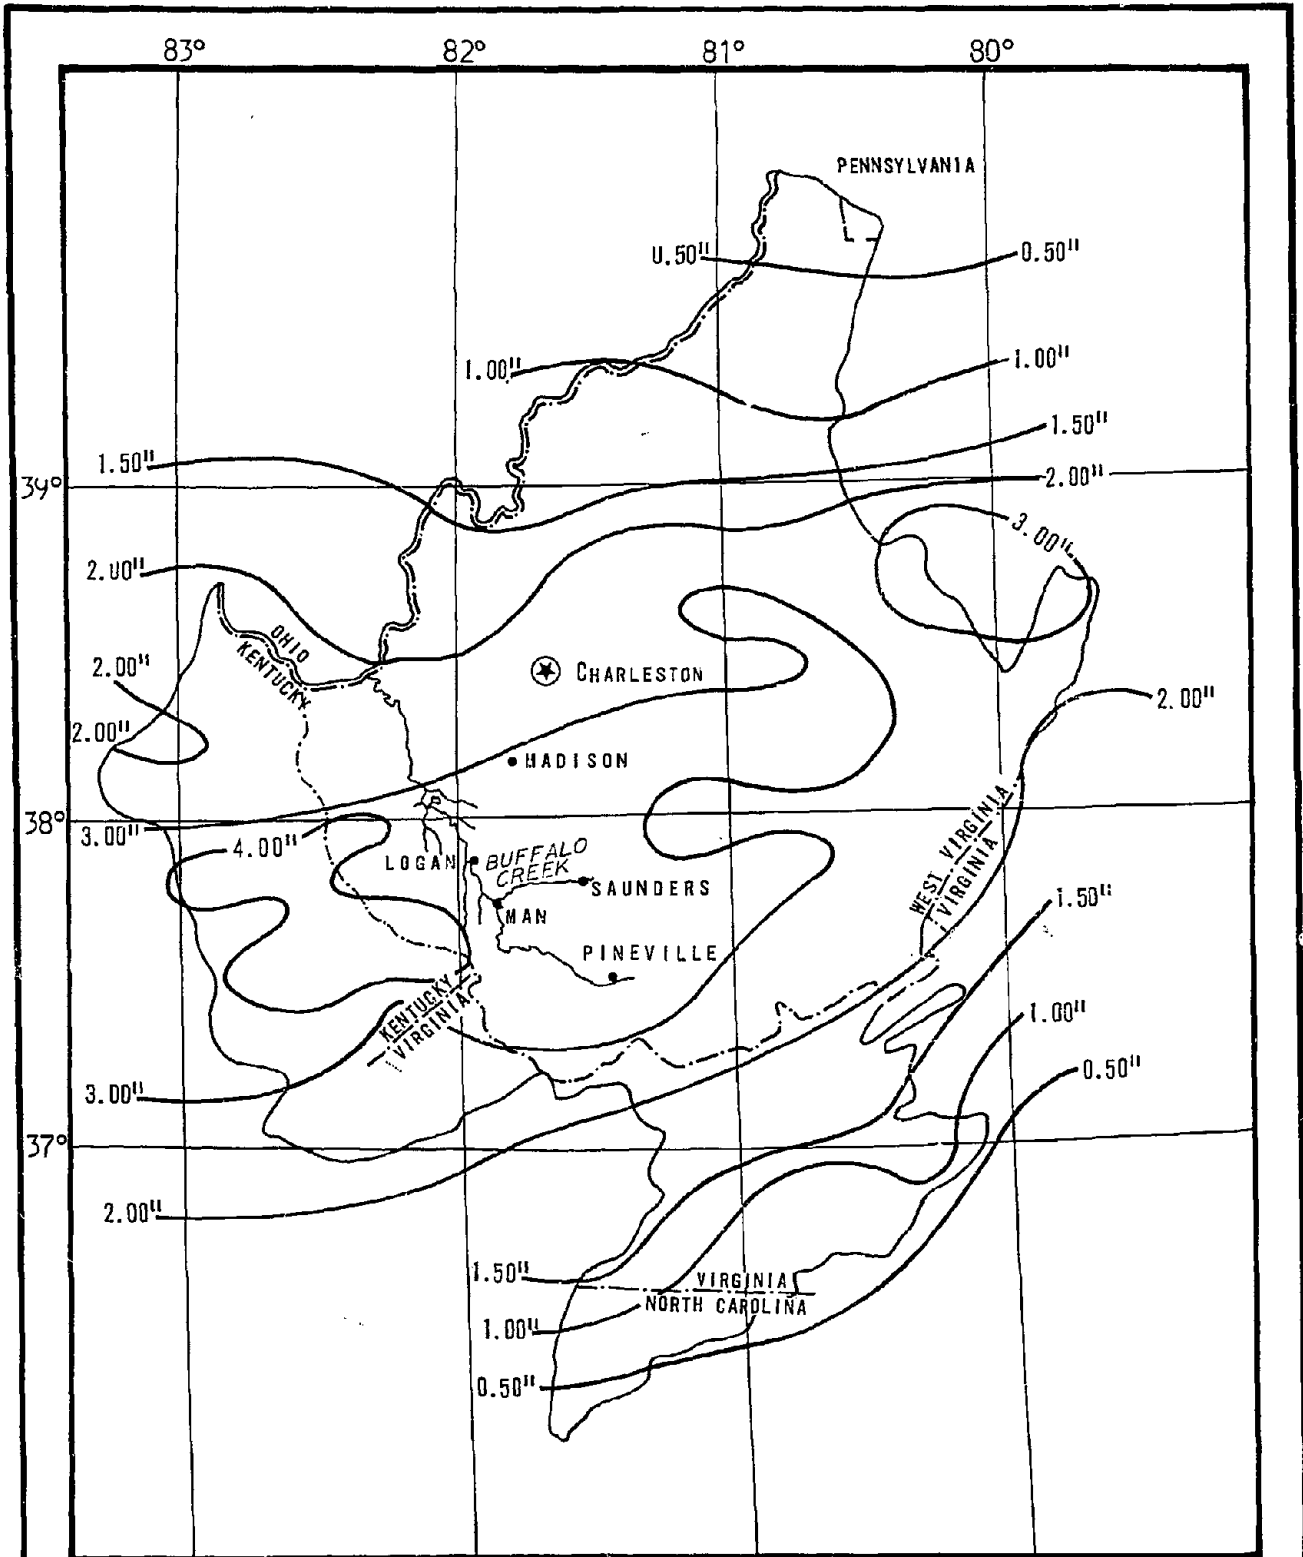 83° 82° 81° 80°
PENNSYLVANIA
0.50" 0.50"
1.00" 1.00"
1.50" 1.50"
39° 2.00"
3.00"
2.00"
OHIO
KENTUCKY
2.00"
CHARLESTON
2.00"
2.00"
MADISON
38°
3.00"
4.00"
WEST VIRGINIA
VIRGINIA
LOGAN
BUFFALO
CREEK
SAUNDERS
MAN
1.50"
PINEVILLE
KENTUCKY
VIRGINIA
1.00"
0.50"
3.00"
37°
2.00"
1.50"
VIRGINIA
NORTH CAROLINA
1.00"
0.50"